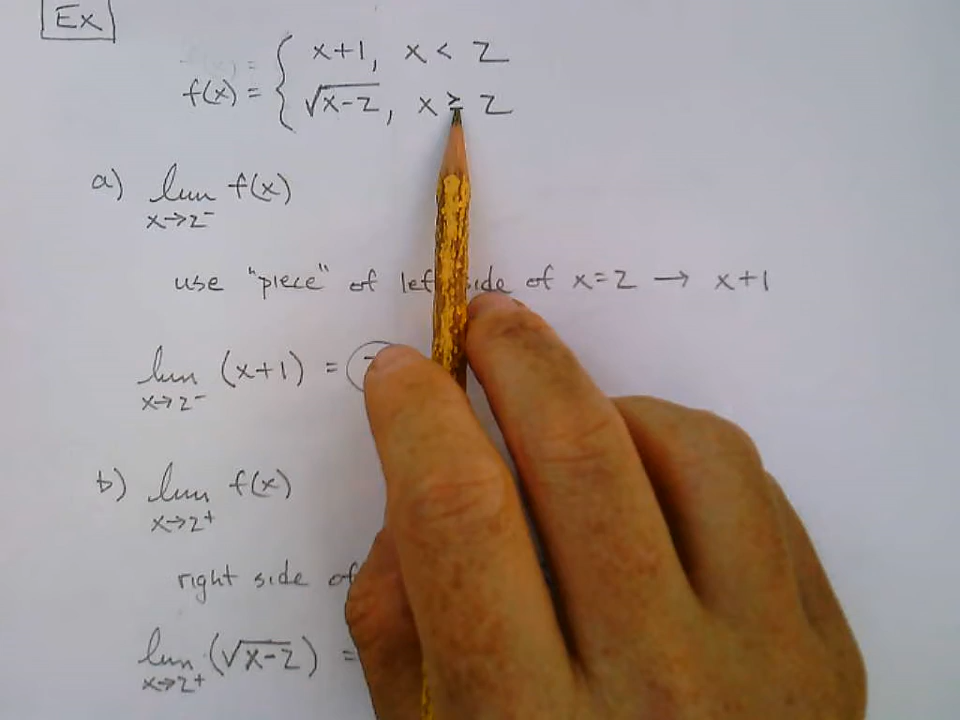 Ex
f(x) = { x+1, x < 2
√x-2, x ≥ 2
a) lim f(x)
x→2⁻
use "piece" of left side of x=2 → x+1
lim (x+1) =
x→2⁻
b) lim f(x)
x→2⁺
right side of
lim (√x-2) =
x→2⁺